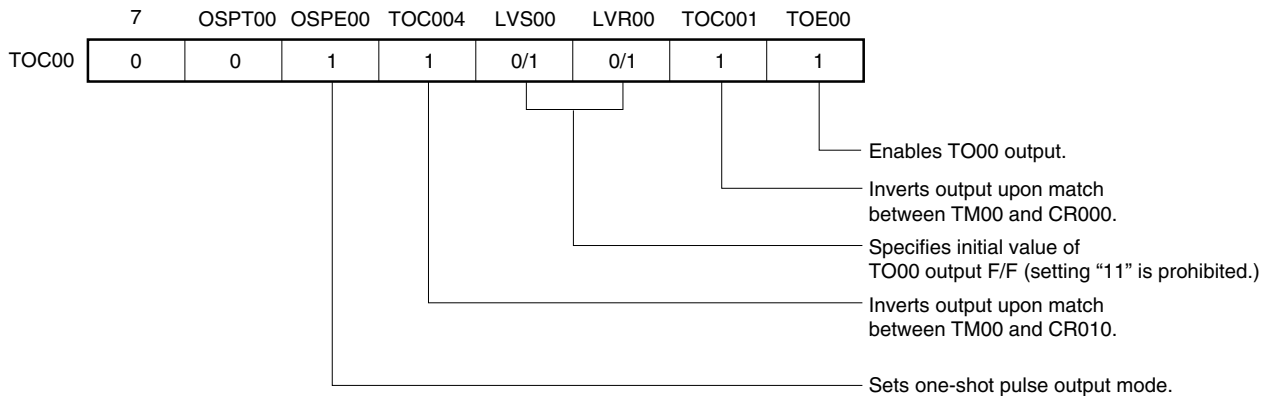 7 OSPT00 OSPE00 TOC004 LVS00 LVR00 TOC001 TOE00
TOC00 0 0 1 1 0/1 0/1 1 1
Enables TO00 output.
Inverts output upon match
between TM00 and CR000.
Specifies initial value of
TO00 output F/F (setting “11” is prohibited.)
Inverts output upon match
between TM00 and CR010.
Sets one-shot pulse output mode.